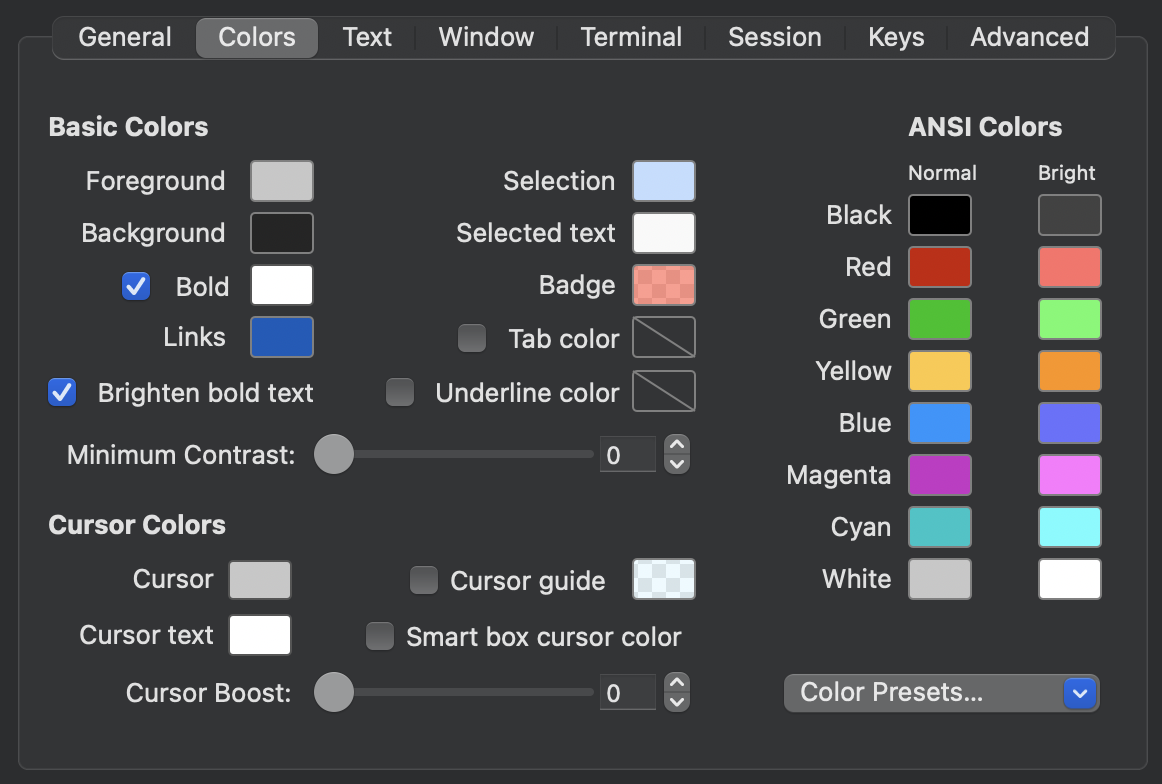 General Colors Text Window Terminal Session Keys Advanced
Basic Colors
Foreground
Background
Bold
Links
Brighten bold text
Selection
Selected text
Badge
Tab color
Underline color
Minimum Contrast: 0
Cursor Colors
Cursor
Cursor text
Cursor guide
Smart box cursor color
Cursor Boost: 0
ANSI Colors
Normal Bright
Black
Red
Green
Yellow
Blue
Magenta
Cyan
White
Color Presets...